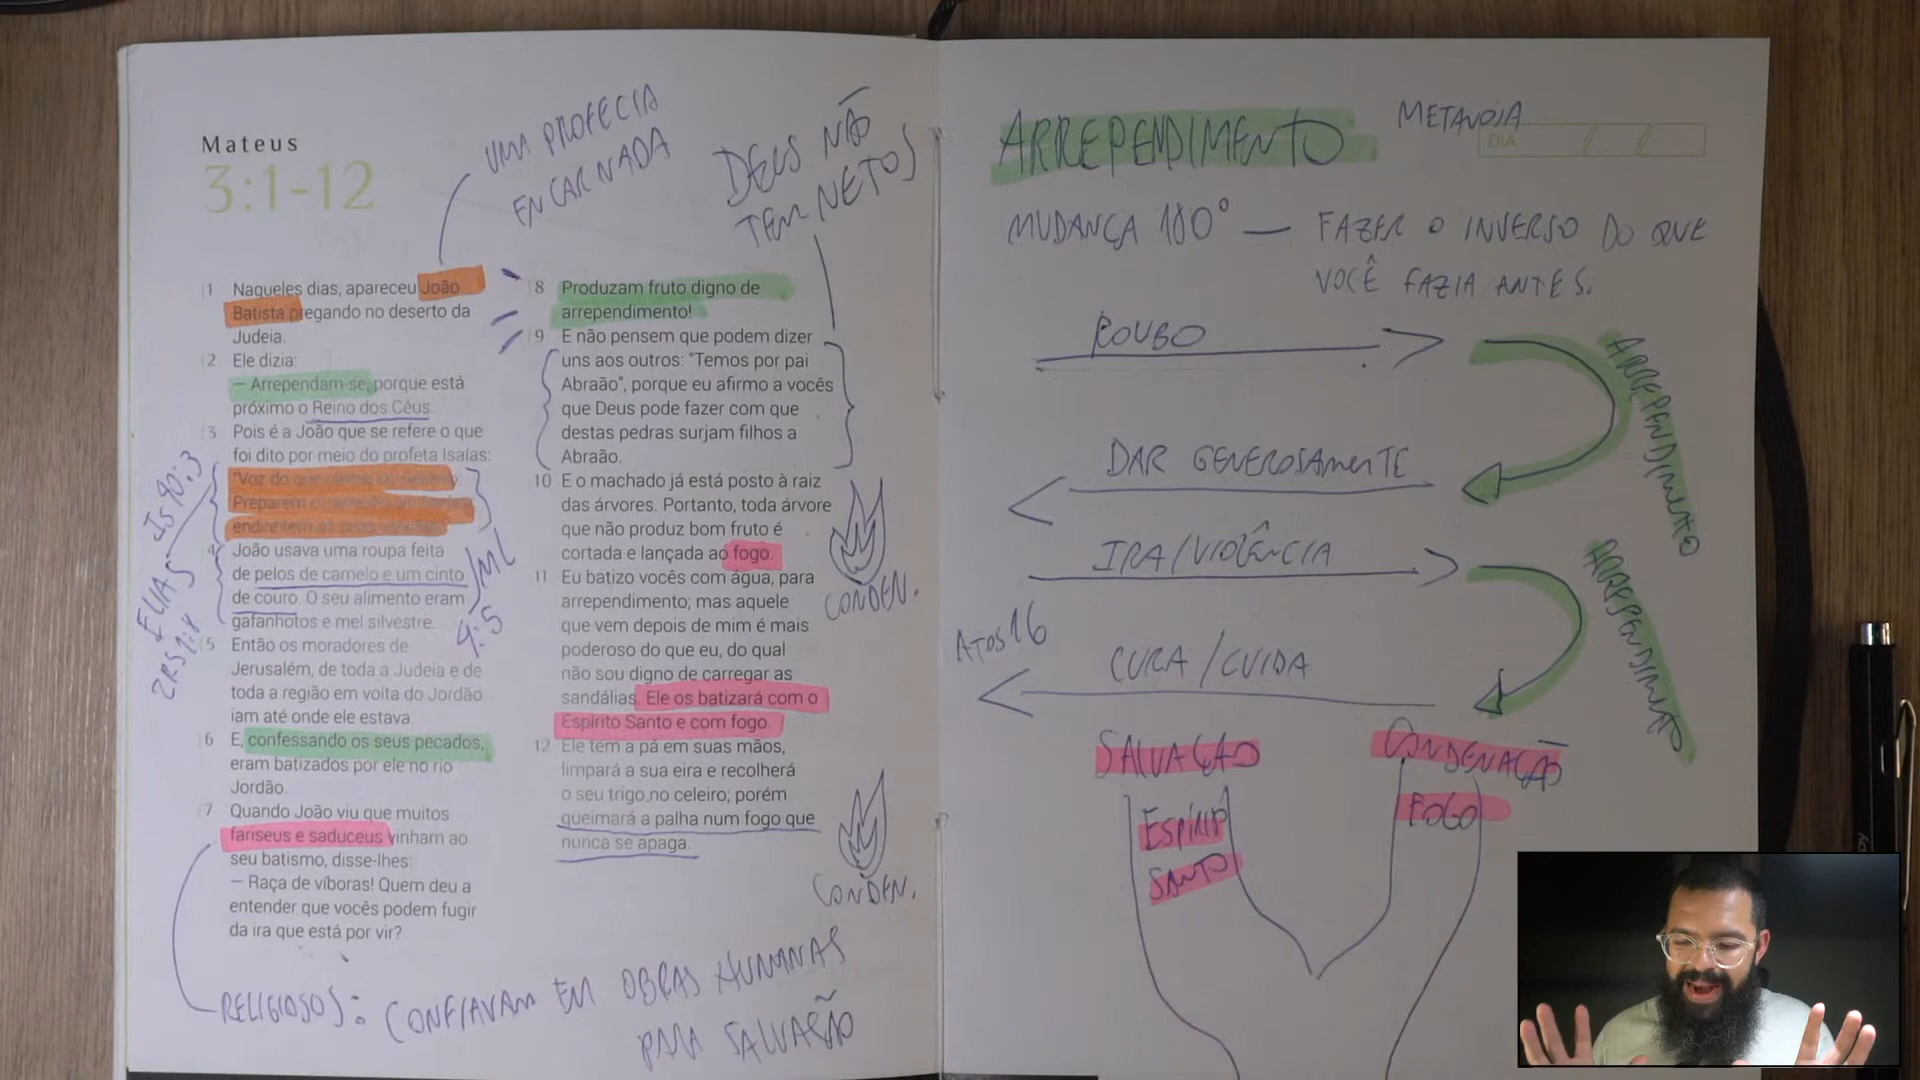 Mateus
3:1-12
UMA PROFECIA
ENCARNADA
DEUS NÃO
TEM NETOS
1 Naqueles dias, apareceu João
Batista pregando no deserto da
Judeia.
2 Ele dizia:
— Arrependam-se, porque está
próximo o Reino dos Céus.
3 Pois é a João que se refere o que
foi dito por meio do profeta Isaías:
"Voz do que
Preparem o
endireitem
4 João usava uma roupa feita
de pelos de camelo e um cinto
de couro. O seu alimento eram
gafanhotos e mel silvestre.
5 Então os moradores de
Jerusalém, de toda a Judeia e de
toda a região em volta do Jordão
iam até onde ele estava.
6 E, confessando os seus pecados,
eram batizados por ele no rio
Jordão.
7 Quando João viu que muitos
fariseus e saduceus vinham ao
seu batismo, disse-lhes:
— Raça de víboras! Quem deu a
entender que vocês podem fugir
da ira que está por vir?
Is 40:3
ELIAS
2RS 1:8
ML
4:5
RELIGIOSOS: CONFIAVAM EM OBRAS HUMANAS
PARA SALVAÇÃO
8 Produzam fruto digno de
arrependimento!
9 E não pensem que podem dizer
uns aos outros: "Temos por pai
Abraão", porque eu afirmo a vocês
que Deus pode fazer com que
destas pedras surjam filhos a
Abraão.
10 E o machado já está posto à raiz
das árvores. Portanto, toda árvore
que não produz bom fruto é
cortada e lançada ao fogo.
11 Eu batizo vocês com água, para
arrependimento; mas aquele
que vem depois de mim é mais
poderoso do que eu, do qual
não sou digno de carregar as
sandálias. Ele os batizará com o
Espírito Santo e com fogo.
12 Ele tem a pá em suas mãos,
limpará a sua eira e recolherá
o seu trigo no celeiro; porém
queimará a palha num fogo que
nunca se apaga.
CONDEN.
CONDEN.
ARREPENDIMENTO
METANOIA
DIA / /
MUDANÇA 180° — FAZER O INVERSO DO QUE
VOCÊ FAZIA ANTES.
ROUBO
ARREPENDIMENTO
DAR GENEROSAMENTE
IRA/VIOLÊNCIA
ARREPENDIMENTO
ATOS 16
CURA/CUIDA
SALVAÇÃO
CONDENAÇÃO
ESPÍRITO
SANTO
FOGO